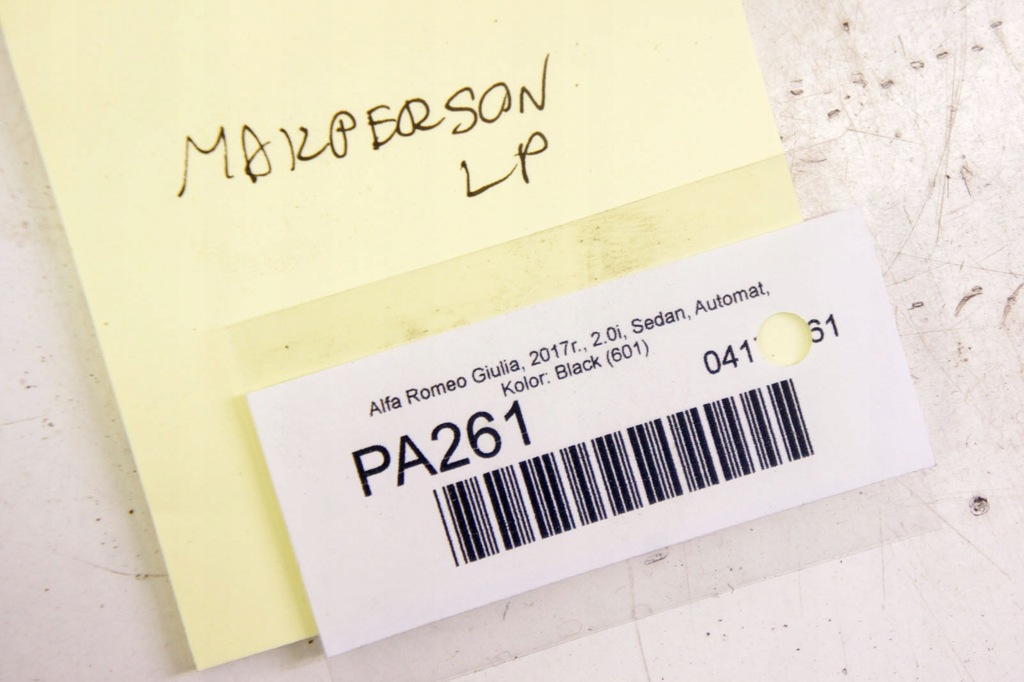 MAKPERSON
LP
Alfa Romeo Giulia, 2017r., 2.0i, Sedan, Automat,
Kolor: Black (601)
PA261